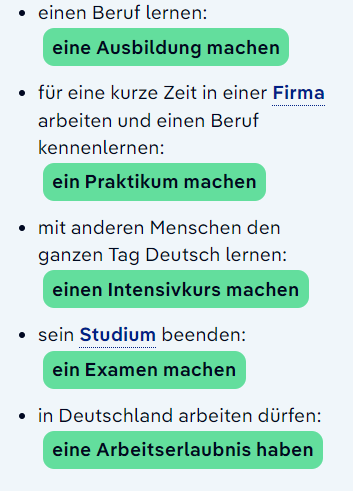 einen Beruf lernen:
eine Ausbildung machen
für eine kurze Zeit in einer Firma
arbeiten und einen Beruf
kennenlernen:
ein Praktikum machen
mit anderen Menschen den
ganzen Tag Deutsch lernen:
einen Intensivkurs machen
sein Studium beenden:
ein Examen machen
in Deutschland arbeiten dürfen:
eine Arbeitserlaubnis haben